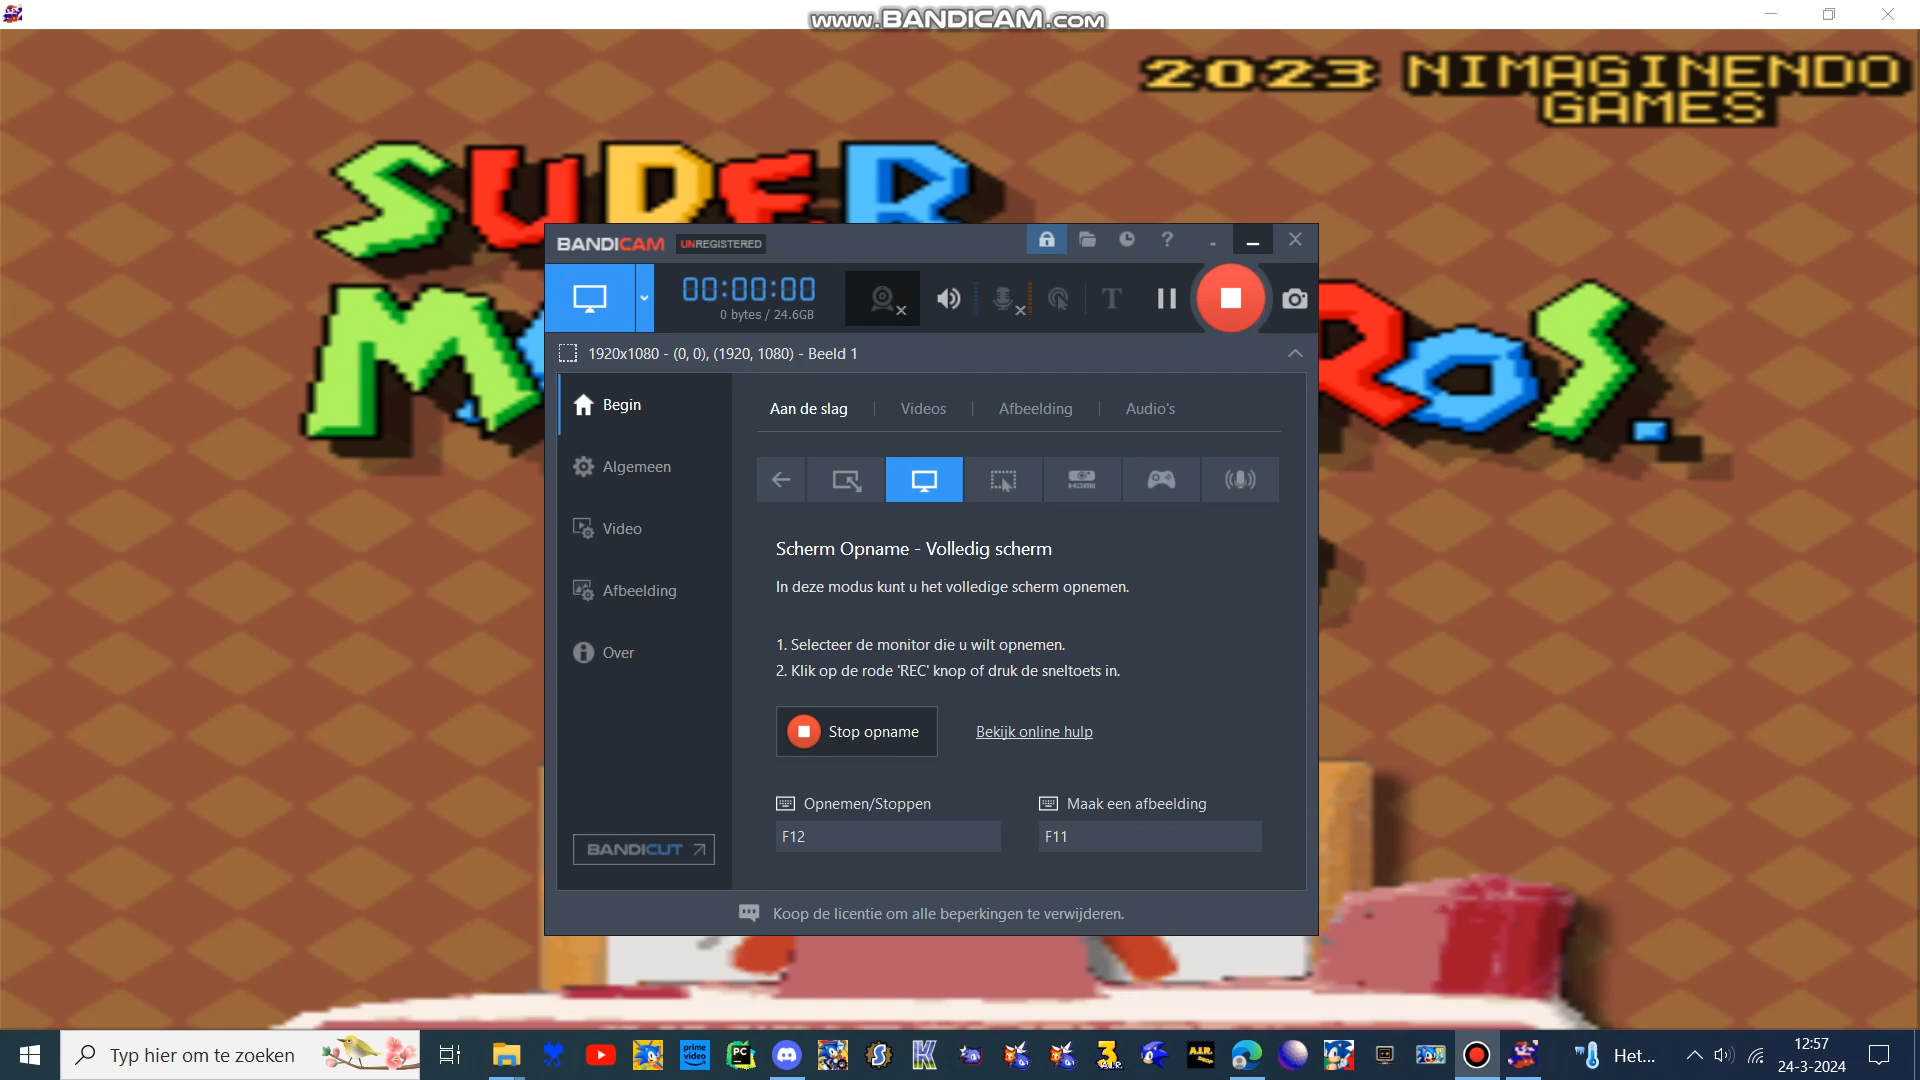 www.BANDICAM.com
2023 NIMAGINENDO
GAMES
SUPER
BANDICAM UNREGISTERED
00:00:00
0 bytes / 24.6GB
1920x1080 - (0, 0), (1920, 1080) - Beeld 1
Begin
Algemeen
Video
Afbeelding
Over
BANDICUT
Aan de slag
Videos
Afbeelding
Audio's
HDMI
Scherm Opname - Volledig scherm
In deze modus kunt u het volledige scherm opnemen.
1. Selecteer de monitor die u wilt opnemen.
2. Klik op de rode 'REC' knop of druk de sneltoets in.
Stop opname
Bekijk online hulp
Opnemen/Stoppen
Maak een afbeelding
F12
F11
Koop de licentie om alle beperkingen te verwijderen.
Typ hier om te zoeken
prime video
PC
3 A.I.R.
A.I.R.
Het...
12:57
24-3-2024